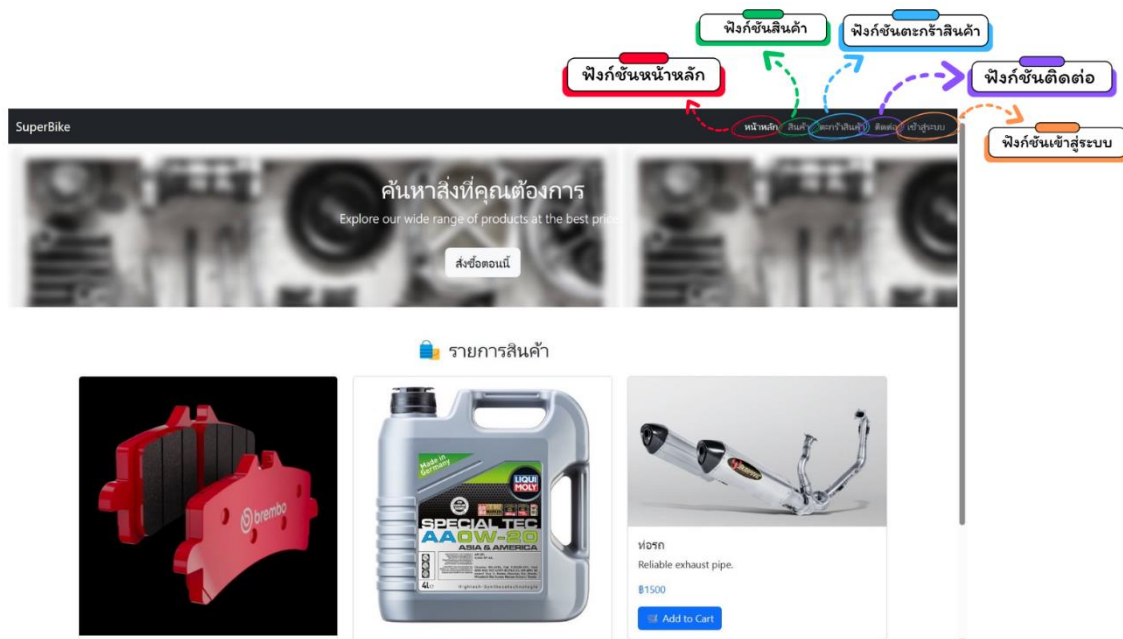 ฟังก์ชันสินค้า
ฟังก์ชันตะกร้าสินค้า
ฟังก์ชันหน้าหลัก
ฟังก์ชันติดต่อ
ฟังก์ชันเข้าสู่ระบบ
SuperBike
หน้าหลัก สินค้า ตะกร้าสินค้า ติดต่อ เข้าสู่ระบบ
ค้นหาสิ่งที่คุณต้องการ
Explore our wide range of products at the best price
สั่งซื้อตอนนี้
รายการสินค้า
brembo
Made in Germany
LIQUI MOLY
SPECIAL TEC
AA 0W-20
ASIA & AMERICA
4L
ท่อรถ
Reliable exhaust pipe.
฿1500
Add to Cart